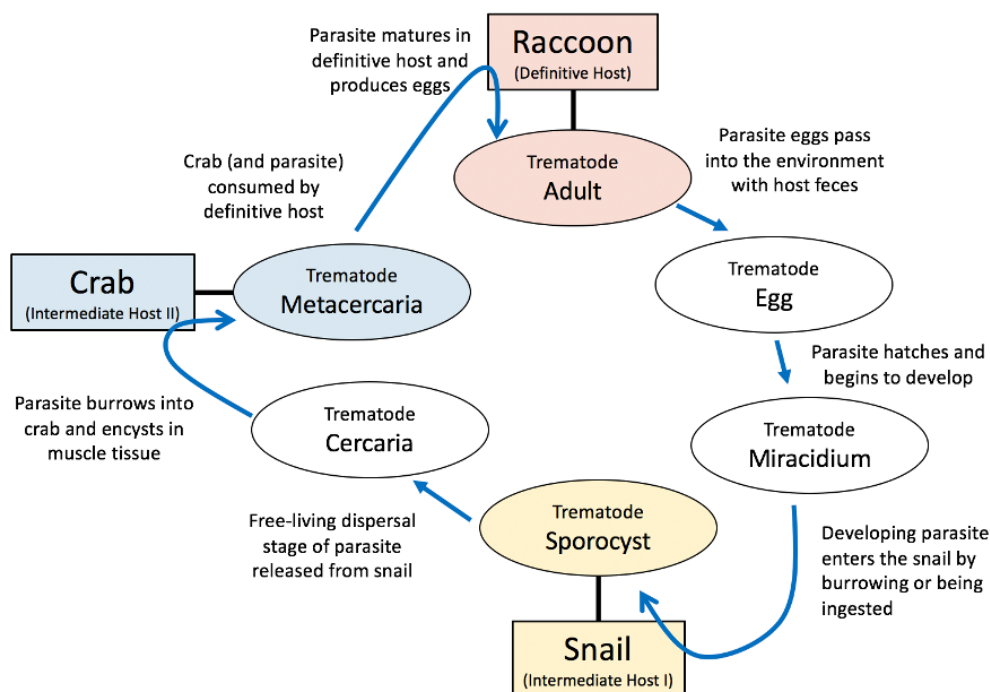 Parasite matures in
definitive host and
produces eggs
Raccoon
(Definitive Host)
Trematode
Adult
Parasite eggs pass
into the environment
with host feces
Crab (and parasite)
consumed by
definitive host
Crab
(Intermediate Host II)
Trematode
Metacercaria
Trematode
Egg
Parasite hatches and
begins to develop
Parasite burrows into
crab and encysts in
muscle tissue
Trematode
Cercaria
Trematode
Miracidium
Free-living dispersal
stage of parasite
released from snail
Trematode
Sporocyst
Developing parasite
enters the snail by
burrowing or being
ingested
Snail
(Intermediate Host I)